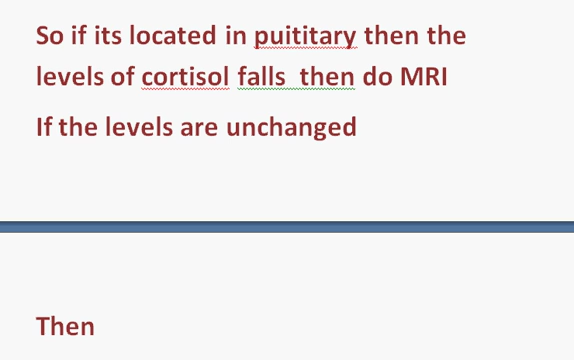 So if its located in puititary then the
levels of cortisol falls  then do MRI
If the levels are unchanged
Then